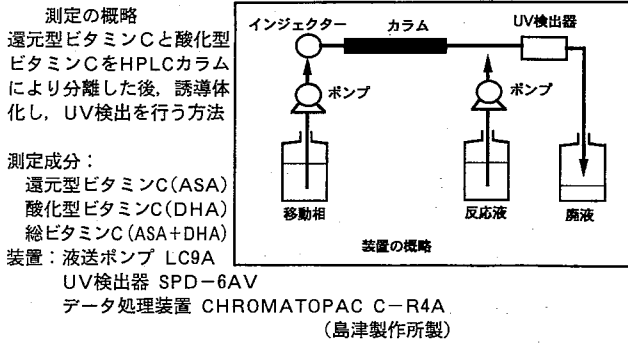 測定の概略
還元型ビタミンCと酸化型
ビタミンCをHPLCカラム
により分離した後，誘導体
化し，UV検出を行う方法
測定成分：
還元型ビタミンC（ASA）
酸化型ビタミンC（DHA）
総ビタミンC（ASA＋DHA）
装置：液送ポンプ LC9A
UV検出器 SPD－6AV
データ処理装置 CHROMATOPAC C－R4A
（島津製作所製）
インジェクター
カラム
UV検出器
ポンプ
ポンプ
移動相
反応液
廃液
装置の概略